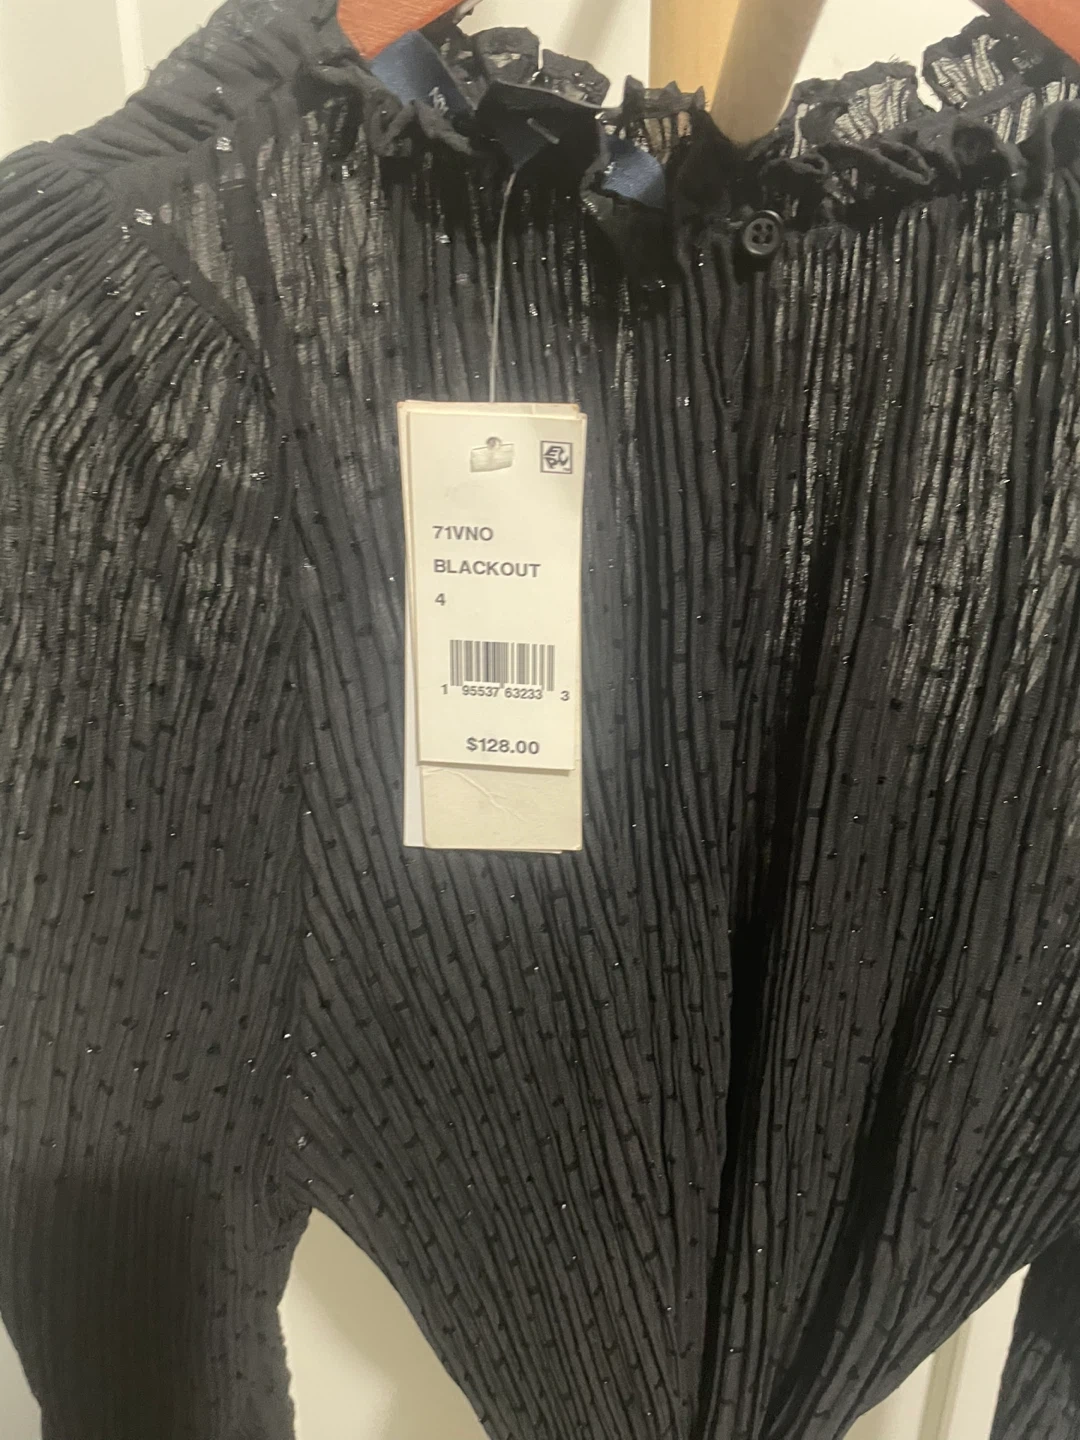 71VNO
BLACKOUT
4
1 95537 63233 3
$128.00